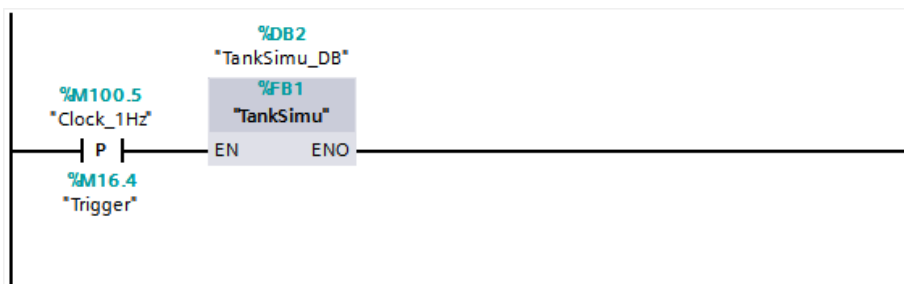 %DB2
"TankSimu_DB"
%FB1
"TankSimu"
%M100.5
"Clock_1Hz"
P
EN ENO
%M16.4
"Trigger"